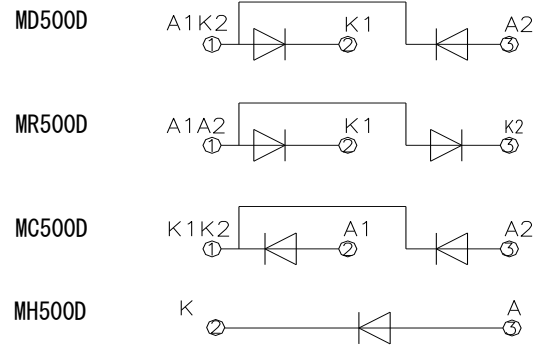 MD500D A1K2 K1 A2
1 2 3
MR500D A1A2 K1 K2
1 2 3
MC500D K1K2 A1 A2
1 2 3
MH500D K A
2 3